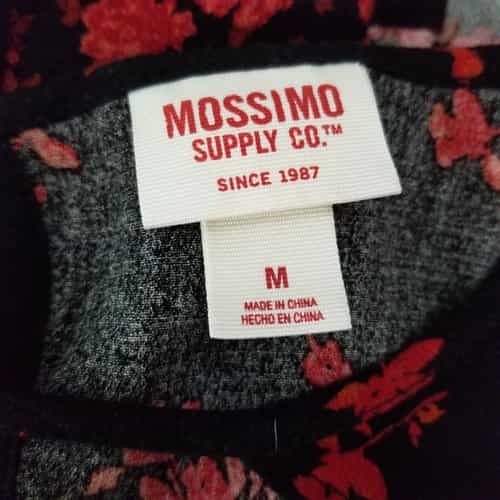 MOSSIMO
SUPPLY CO.™
SINCE 1987
M
MADE IN CHINA
HECHO EN CHINA